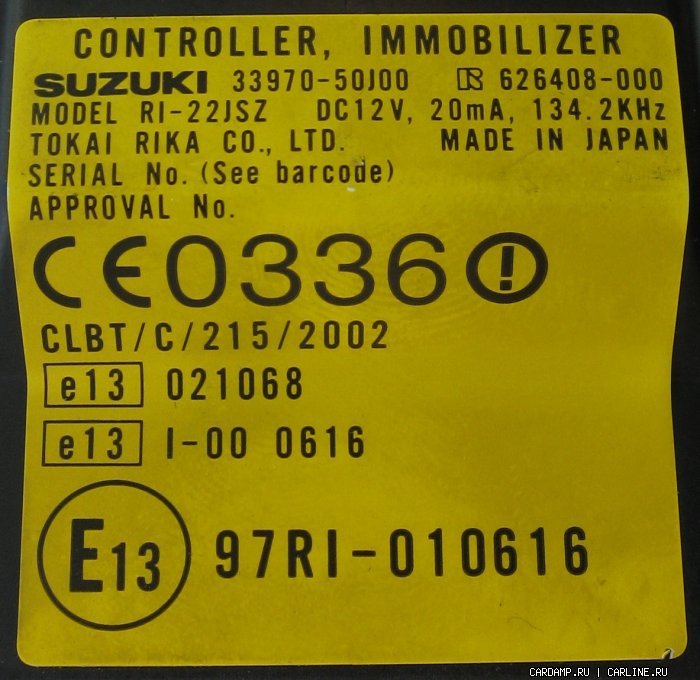 CONTROLLER, IMMOBILIZER
SUZUKI 33970-50J00 R 626408-000
MODEL RI-22JSZ DC12V, 20mA, 134.2KHz
TOKAI RIKA CO., LTD. MADE IN JAPAN
SERIAL No. (See barcode)
APPROVAL No.
CE0336!
CLBT/C/215/2002
e13 021068
e13 I-00 0616
E13 97RI-010616
CARDAMP.RU | CARLINE.RU